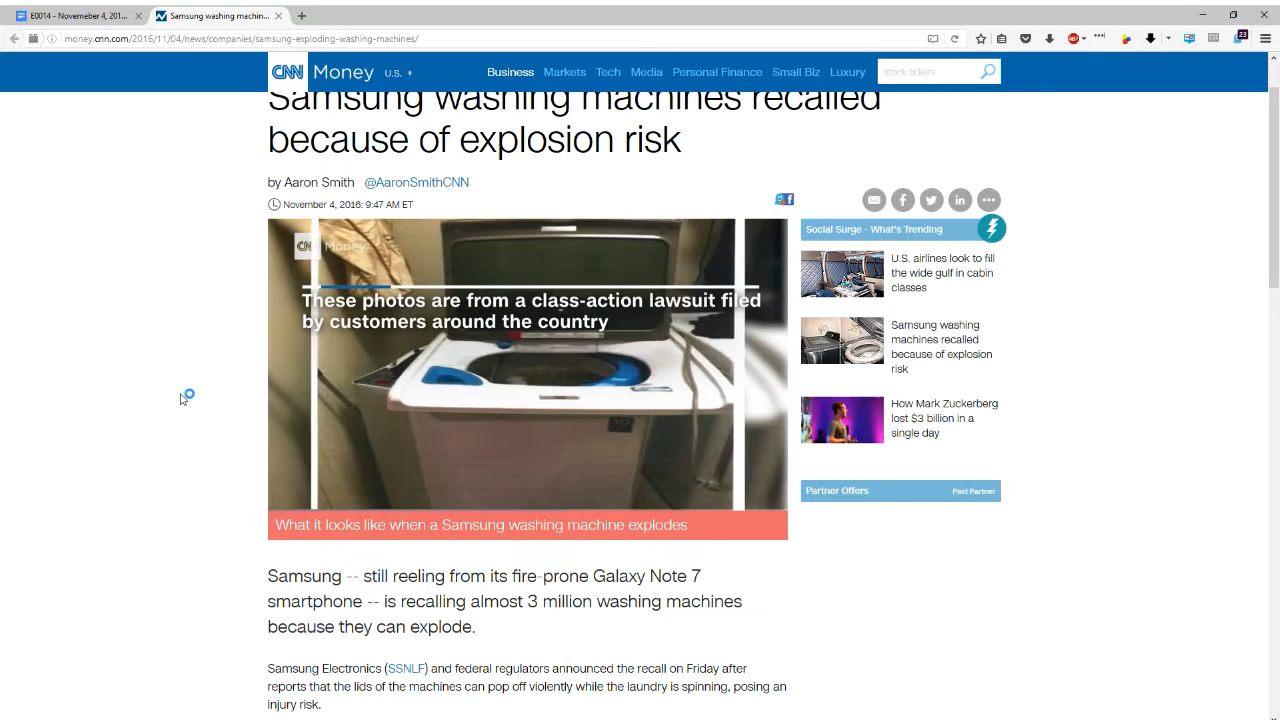 E0014 - Novemeber 4, 201...
Samsung washing machin...
money.cnn.com/2016/11/04/news/companies/samsung-exploding-washing-machines/
23
CNN Money U.S. +
Business Markets Tech Media Personal Finance Small Biz Luxury
stock tickers
Samsung washing machines recalled
because of explosion risk
by Aaron Smith @AaronSmithCNN
November 4, 2016: 9:47 AM ET
CNN Money
These photos are from a class-action lawsuit filed
by customers around the country
What it looks like when a Samsung washing machine explodes
Samsung -- still reeling from its fire-prone Galaxy Note 7
smartphone -- is recalling almost 3 million washing machines
because they can explode.
Samsung Electronics (SSNLF) and federal regulators announced the recall on Friday after
reports that the lids of the machines can pop off violently while the laundry is spinning, posing an
injury risk.
Social Surge - What's Trending
U.S. airlines look to fill
the wide gulf in cabin
classes
Samsung washing
machines recalled
because of explosion
risk
How Mark Zuckerberg
lost $3 billion in a
single day
Partner Offers
Paid Partner